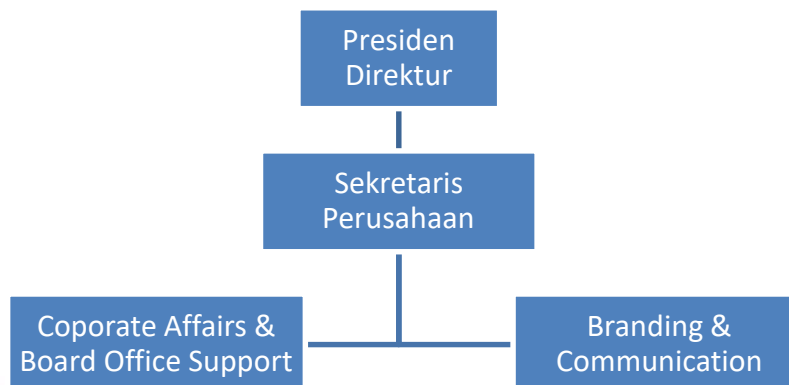 Presiden
Direktur
Sekretaris
Perusahaan
Coporate Affairs &
Board Office Support
Branding &
Communication